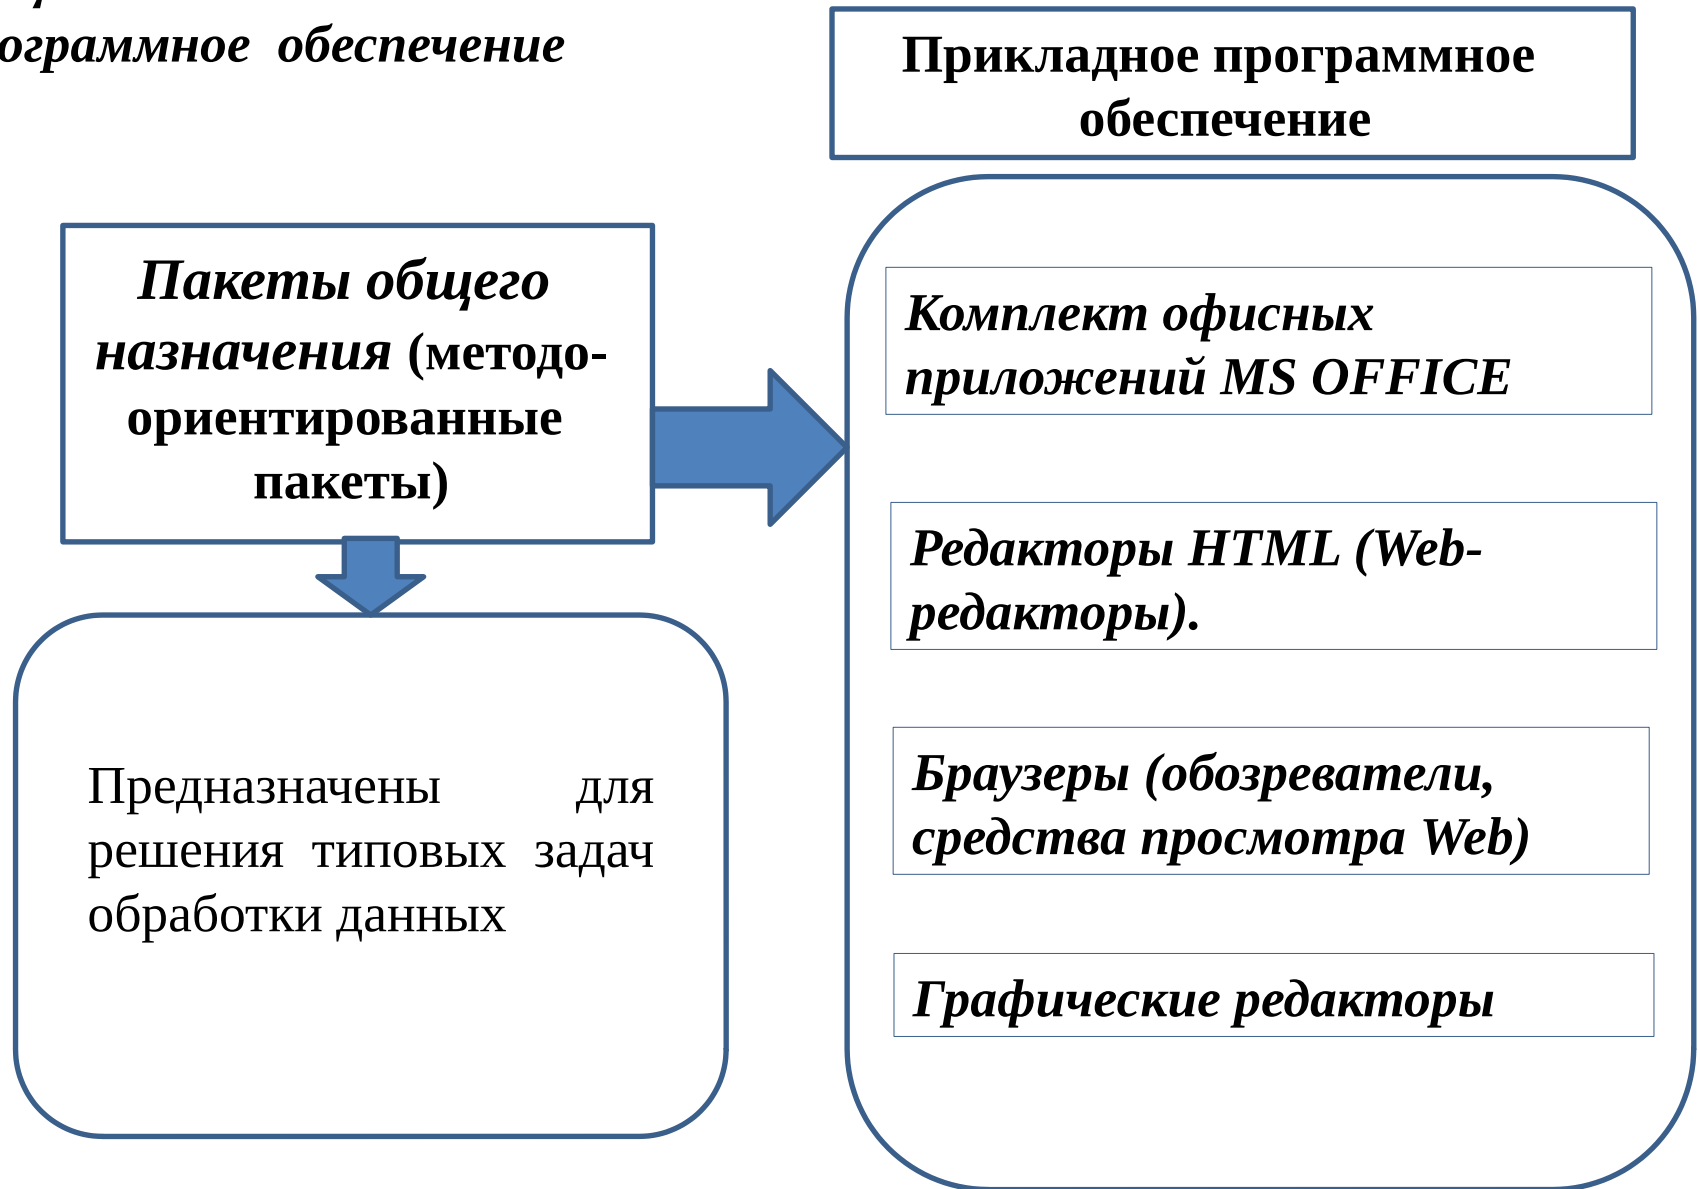 обеспечение
Прикладное программное
обеспечение
Пакеты общего
назначения (методо-
ориентированные
пакеты)
Предназначены для
решения типовых задач
обработки данных
Комплект офисных
приложений MS OFFICE
Редакторы HTML (Web-
редакторы).
Браузеры (обозреватели,
средства просмотра Web)
Графические редакторы